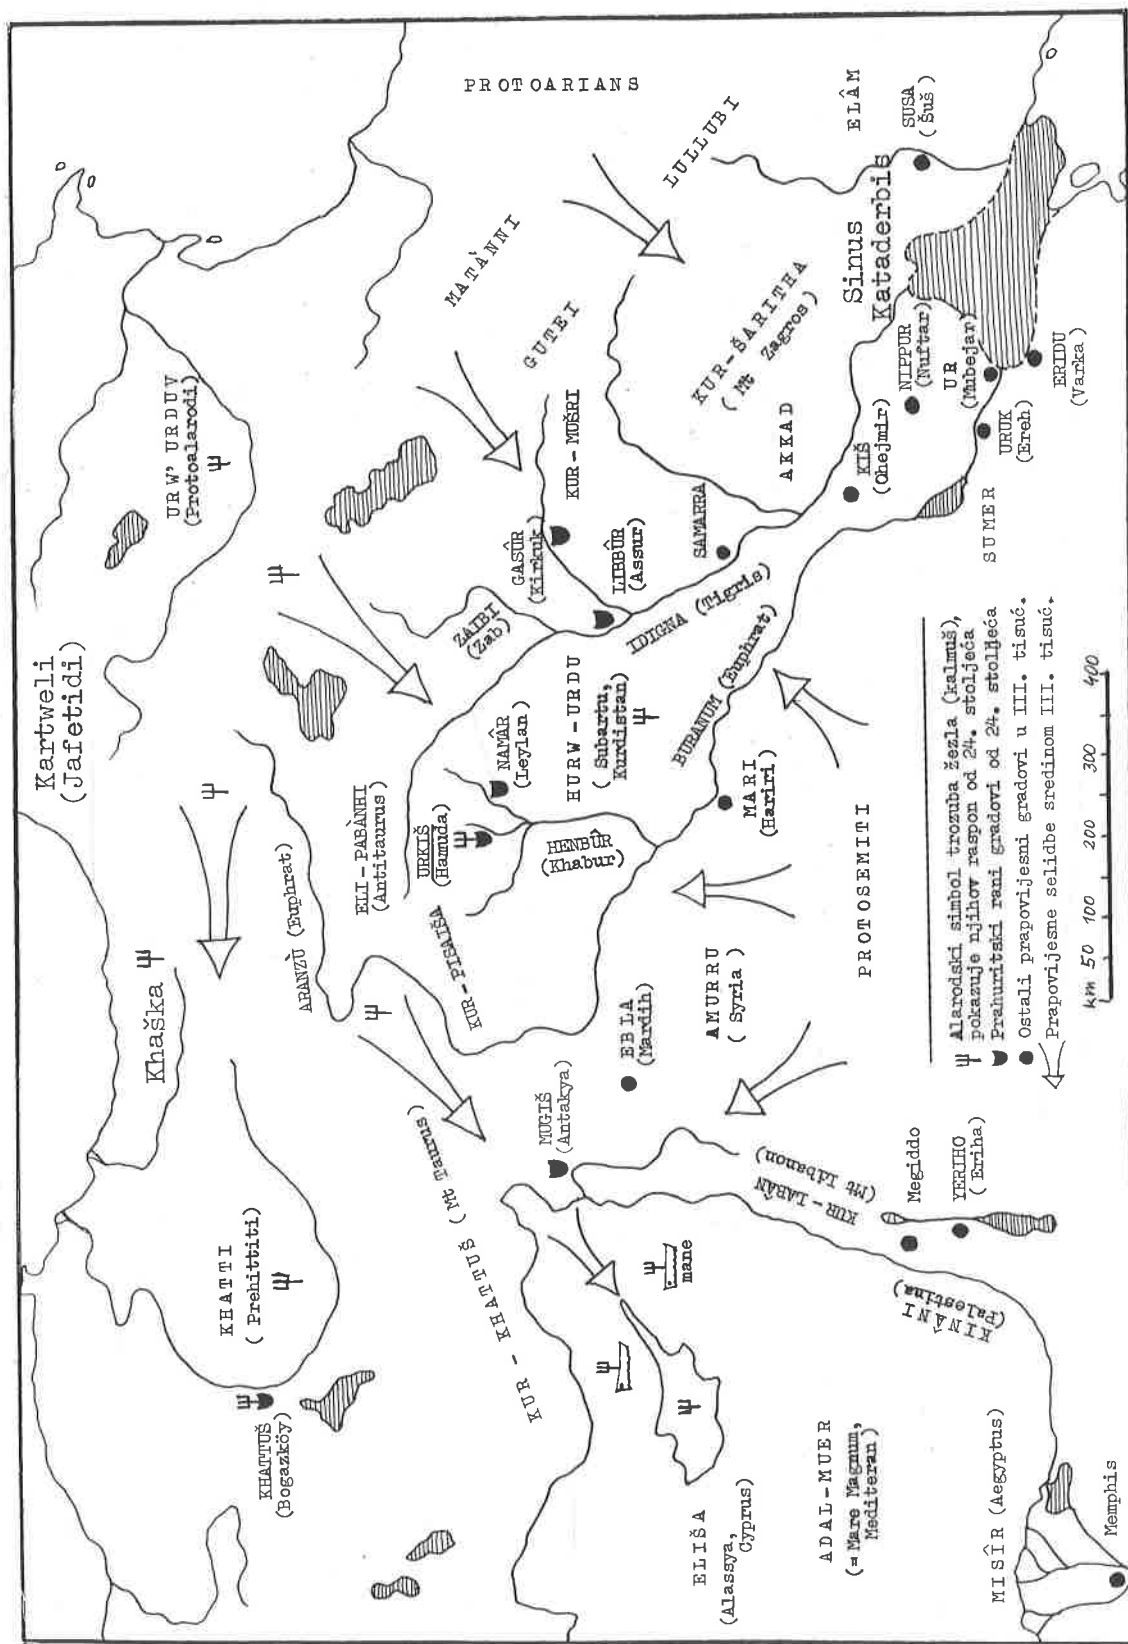 Kartweli
(Jafetidi)
PROTOARIANS
URW' URDUV
(Protoalarodi)
MATÀNNI
LULLUBI
GUTEI
ELÂM
SUSA
(Šuš)
Khaška
ARANZÙ (Euphrat)
ELI-PABÀNHI
(Antitaurus)
ZAIBI
(Zab)
GASÛR
(Kirkuk)
KUR-MUŠRI
KUR-ŠARITHA
(Mt Zagros)
Sinus
Kataderbis
KHATTI
(Prehittiti)
KHATTUŠ
(Bogazköy)
KUR - KHATTUŠ (Mt Taurus)
KUR-PISAIŠA
URKIŠ
(Hamuda)
NAMÂR
(Leylan)
HURW-URDU
(Subartu,
Kurdistan)
LIBBÛR
(Assur)
SAMARRA
AKKAD
IDIGNA (Tigris)
HENBÛR
(Khabur)
BURANUM (Euphrat)
KIŠ
(Ohejmir)
NIPPUR
(Nuftar)
UR
(Mubejar)
URUK
(Ereh)
ERIDU
(Varka)
SUMER
MUGIŠ
(Antakya)
EBLA
(Mardih)
MARI
(Hariri)
AMURRU
(Syria)
PROTOSEMITI
mane
KUR-LABÂN
(Mt Libanon)
Megiddo
YERIHO
(Eriha)
KINÂNI
(Palestina)
ELIŠA
(Alassya,
Cyprus)
ADAL-MUER
(=Mare Magnum,
Mediteran)
MISÎR (Aegyptus)
Memphis
Alarodski simbol trozuba žezla (kalmuš),
pokazuje njihov raspon od 24. stoljeća
Prahuritski rani gradovi od 24. stoljeća
Ostali prapovijesni gradovi u III. tisuć.
Prapovijesne selidbe sredinom III. tisuć.
km 50 100 200 300 400